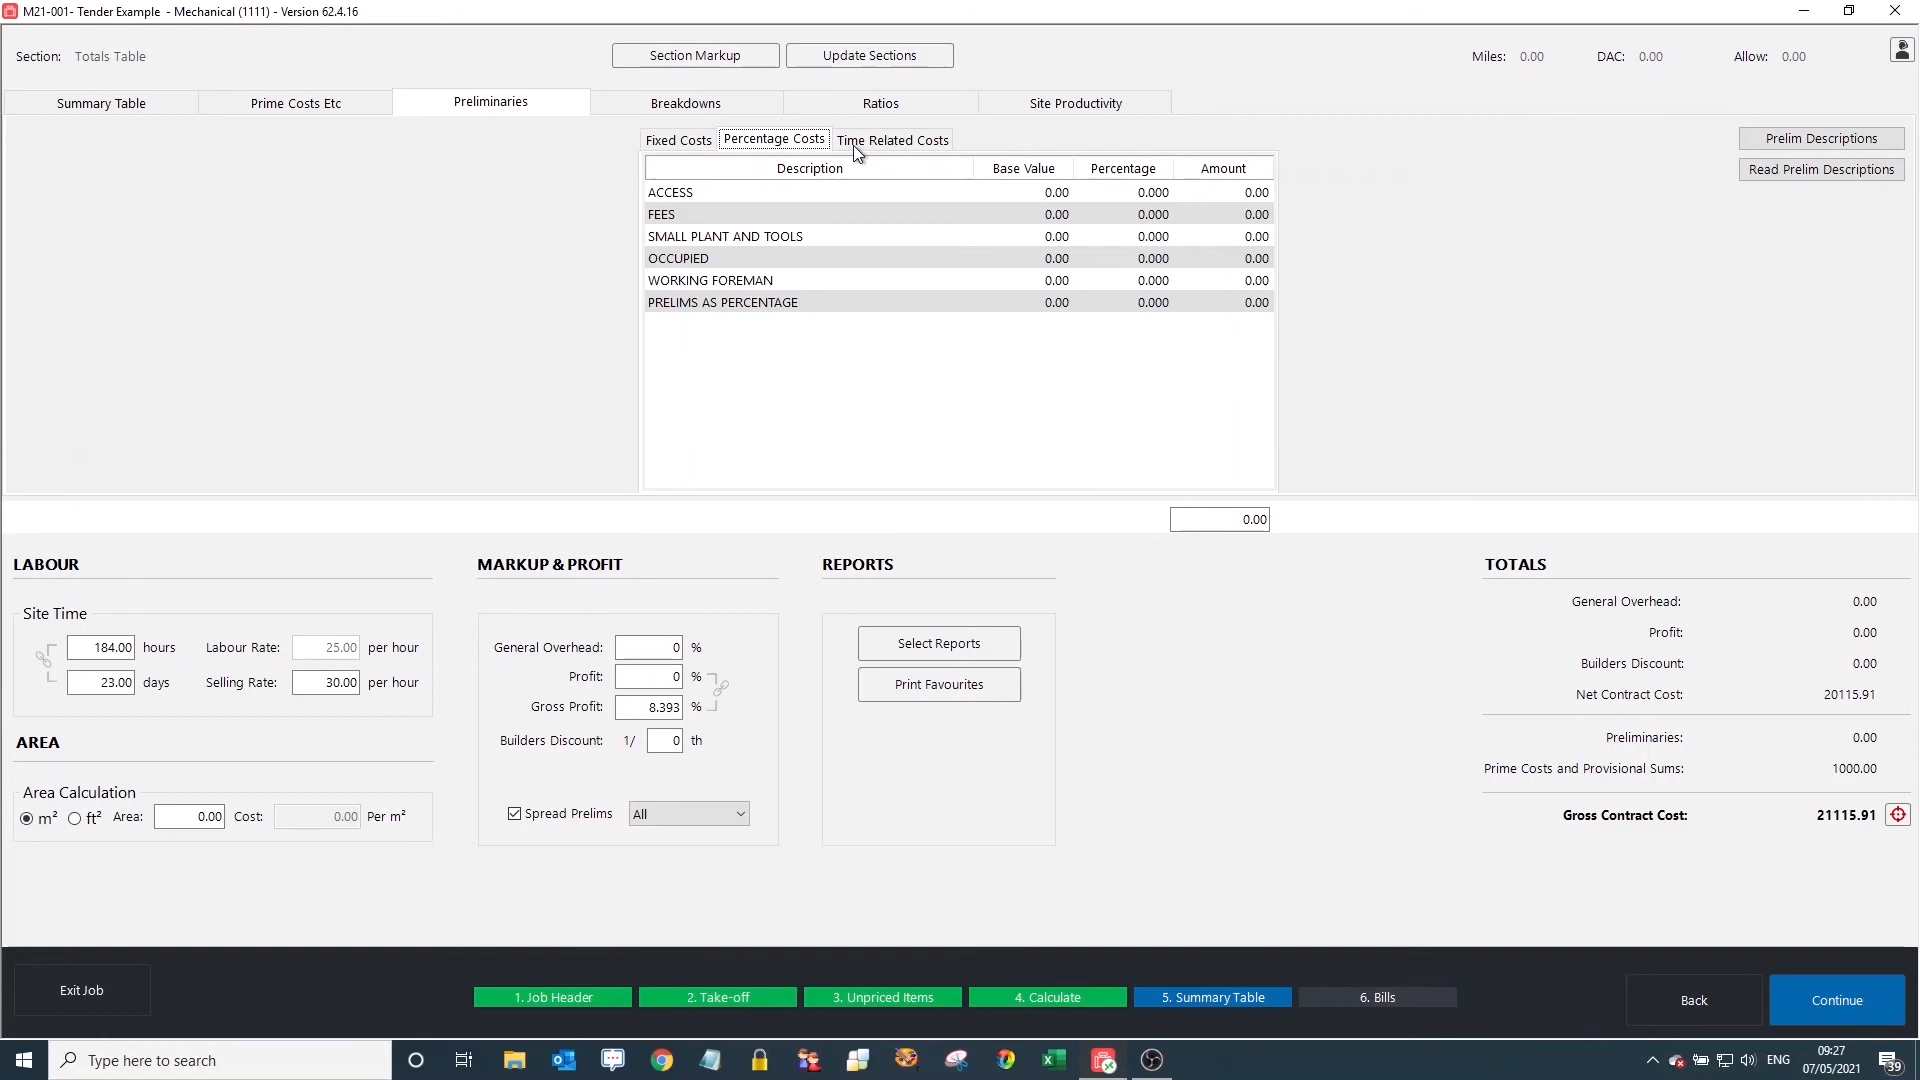 M21-001- Tender Example - Mechanical (1111) - Version 62.4.16
Section: Totals Table Section Markup Update Sections Miles: 0.00 DAC: 0.00 Allow: 0.00
Summary Table Prime Costs Etc Preliminaries Breakdowns Ratios Site Productivity
Fixed Costs Percentage Costs Time Related Costs Prelim Descriptions
Description Base Value Percentage Amount Read Prelim Descriptions
ACCESS 0.00 0.000 0.00
FEES 0.00 0.000 0.00
SMALL PLANT AND TOOLS 0.00 0.000 0.00
OCCUPIED 0.00 0.000 0.00
WORKING FOREMAN 0.00 0.000 0.00
PRELIMS AS PERCENTAGE 0.00 0.000 0.00
0.00
LABOUR
Site Time
184.00 hours Labour Rate: 25.00 per hour
23.00 days Selling Rate: 30.00 per hour
AREA
Area Calculation
m² ft² Area: 0.00 Cost: 0.00 Per m²
MARKUP & PROFIT
General Overhead: 0 %
Profit: 0 %
Gross Profit: 8.393 %
Builders Discount: 1/ 0 th
Spread Prelims All
REPORTS
Select Reports
Print Favourites
TOTALS
General Overhead: 0.00
Profit: 0.00
Builders Discount: 0.00
Net Contract Cost: 20115.91
Preliminaries: 0.00
Prime Costs and Provisional Sums: 1000.00
Gross Contract Cost: 21115.91
Exit Job 1. Job Header 2. Take-off 3. Unpriced Items 4. Calculate 5. Summary Table 6. Bills Back Continue
Type here to search
ENG
09:27
07/05/2021
39